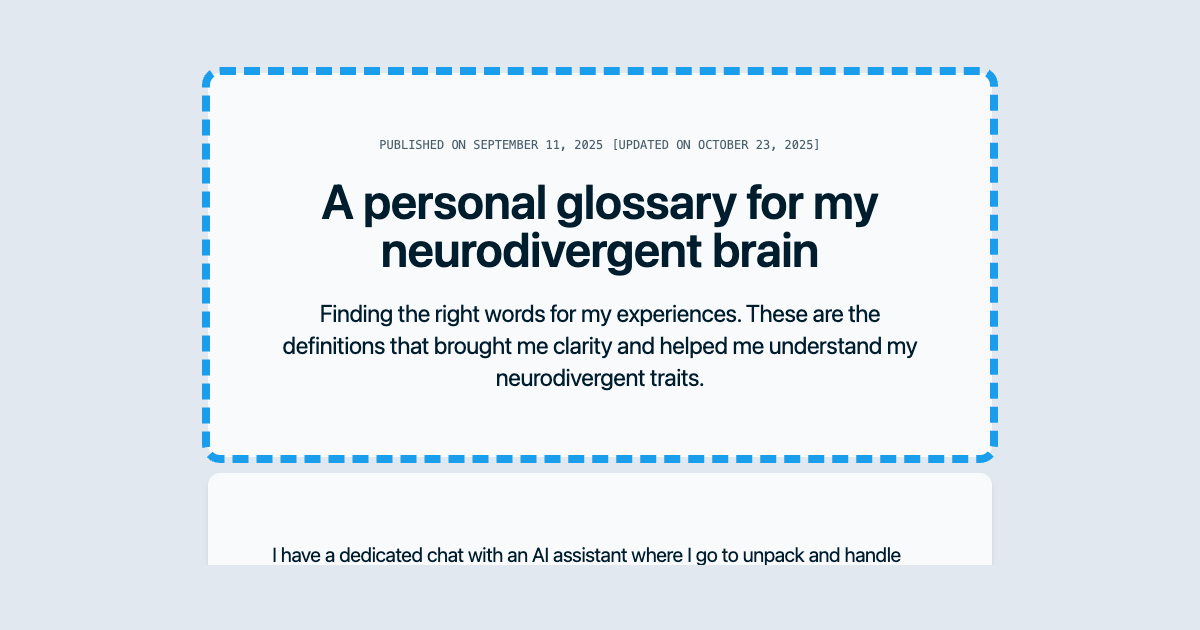 PUBLISHED ON SEPTEMBER 11, 2025 [UPDATED ON OCTOBER 23, 2025]
A personal glossary for my
neurodivergent brain
Finding the right words for my experiences. These are the
definitions that brought me clarity and helped me understand my
neurodivergent traits.
I have a dedicated chat with an AI assistant where I go to unpack and handle